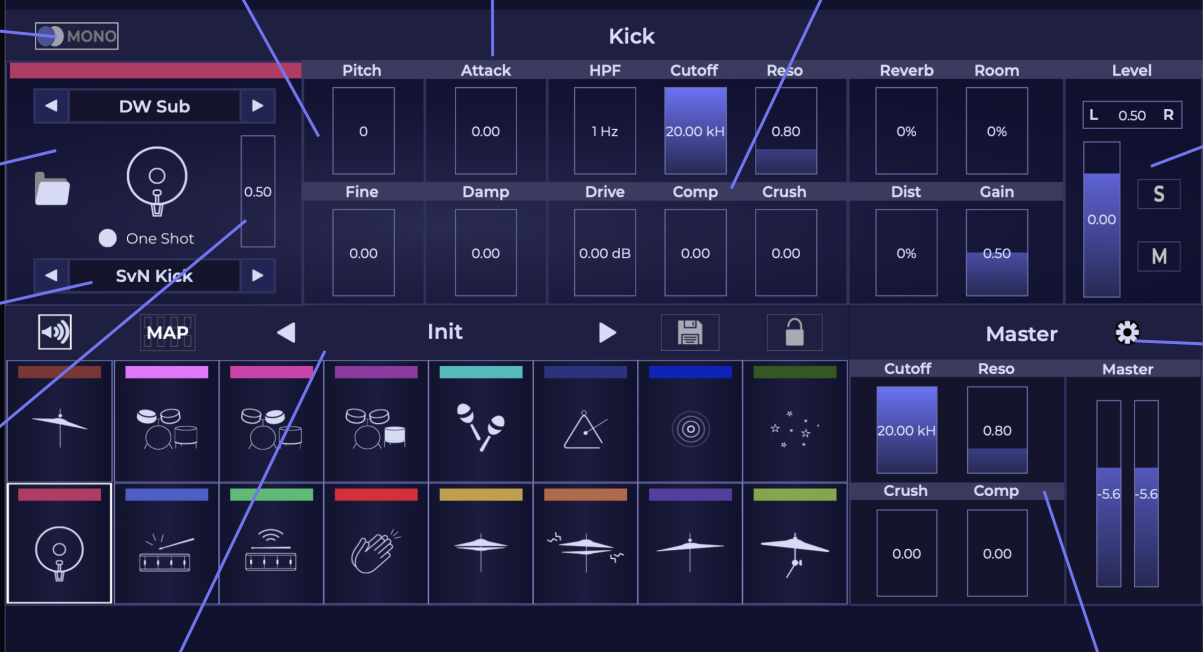 MONO
Kick
Pitch Attack HPF Cutoff Reso Reverb Room Level
DW Sub
L 0.50 R
0 0.00 1 Hz 20.00 kH 0.80 0% 0%
0.50
Fine Damp Drive Comp Crush Dist Gain
S
0.00
One Shot
0.00 0.00 0.00 dB 0.00 0.00 0% 0.50
M
SvN Kick
MAP Init Master
Cutoff Reso Master
20.00 kH 0.80
Crush Comp
-5.6 -5.6
0.00 0.00